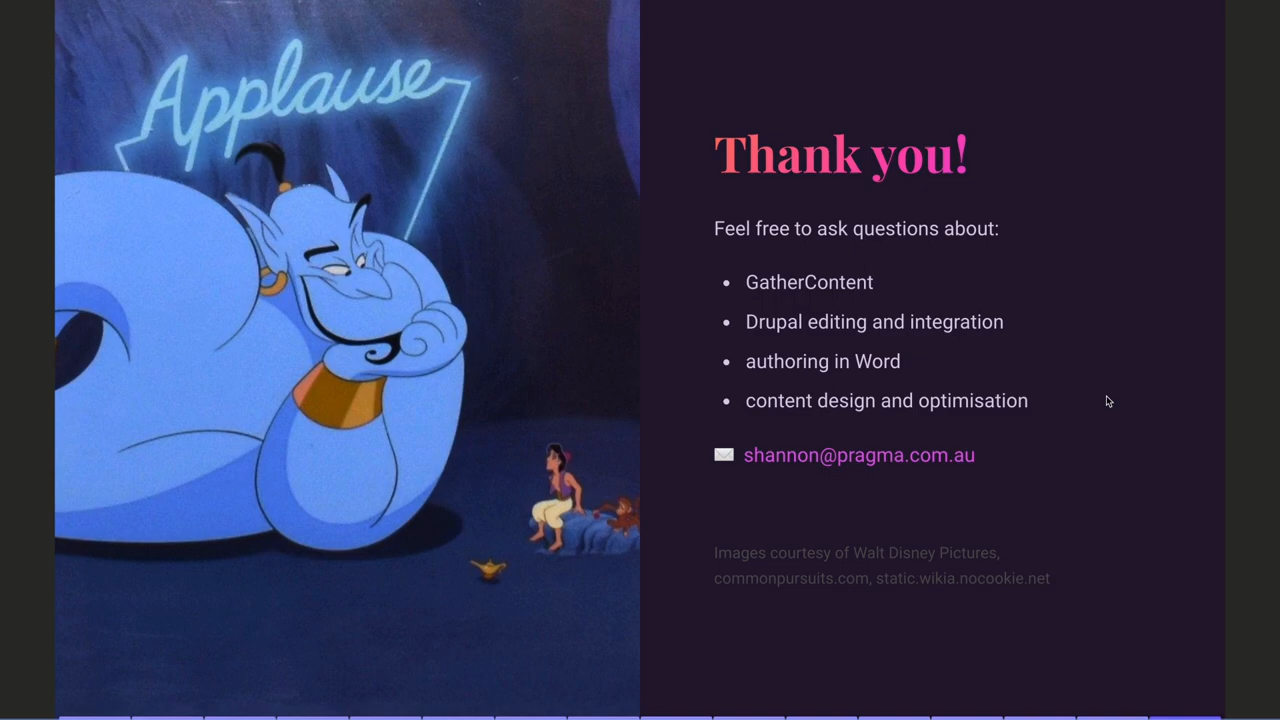 Applause
Thank you!
Feel free to ask questions about:
• GatherContent
• Drupal editing and integration
• authoring in Word
• content design and optimisation
shannon@pragma.com.au
Images courtesy of Walt Disney Pictures,
commonpursuits.com, static.wikia.nocookie.net